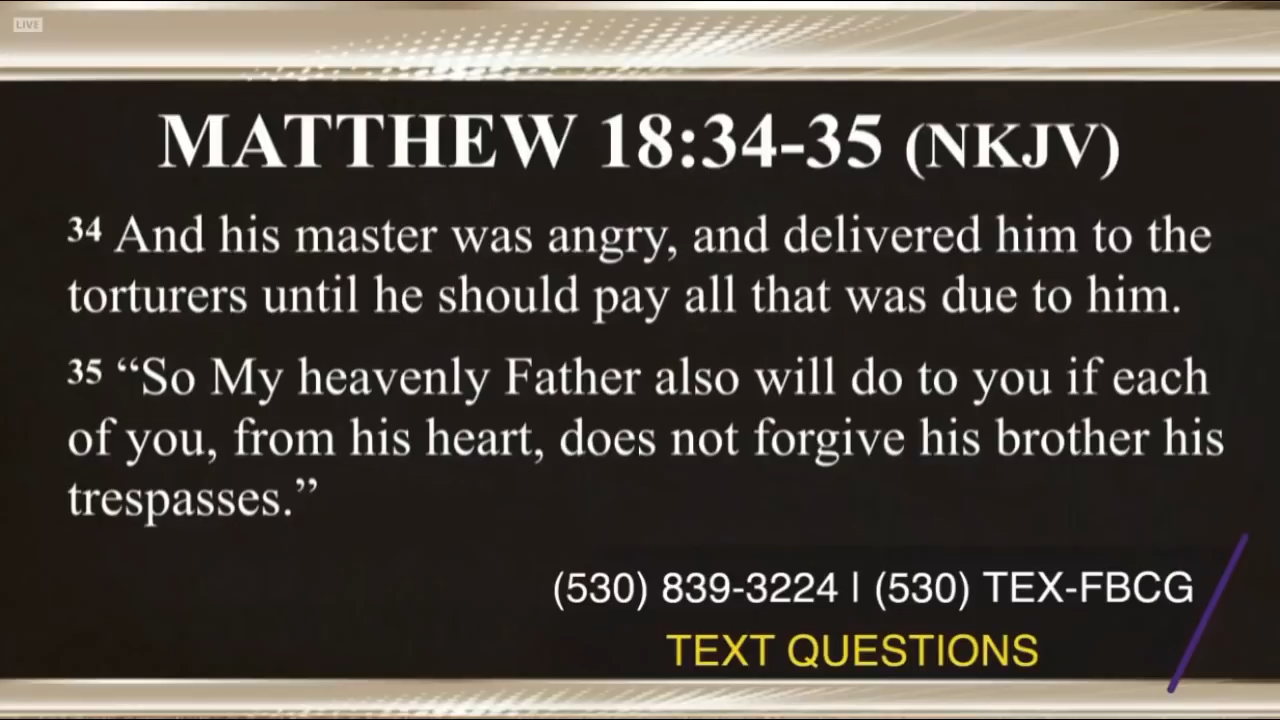 LIVE
MATTHEW 18:34-35 (NKJV)
34 And his master was angry, and delivered him to the
torturers until he should pay all that was due to him.
35 “So My heavenly Father also will do to you if each
of you, from his heart, does not forgive his brother his
trespasses.”
(530) 839-3224 | (530) TEX-FBCG
TEXT QUESTIONS